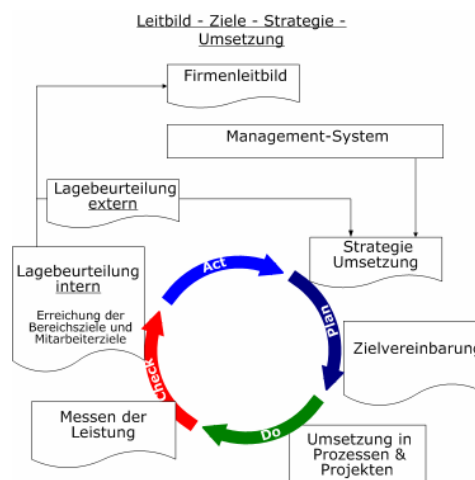 Leitbild - Ziele - Strategie -
Umsetzung
Firmenleitbild
Management-System
Lagebeurteilung
extern
Strategie
Umsetzung
Lagebeurteilung
intern
Erreichung der
Bereichsziele und
Mitarbeiterziele
Act
Plan
Zielvereinbarung
Check
Messen der
Leistung
Do
Umsetzung in
Prozessen &
Projekten